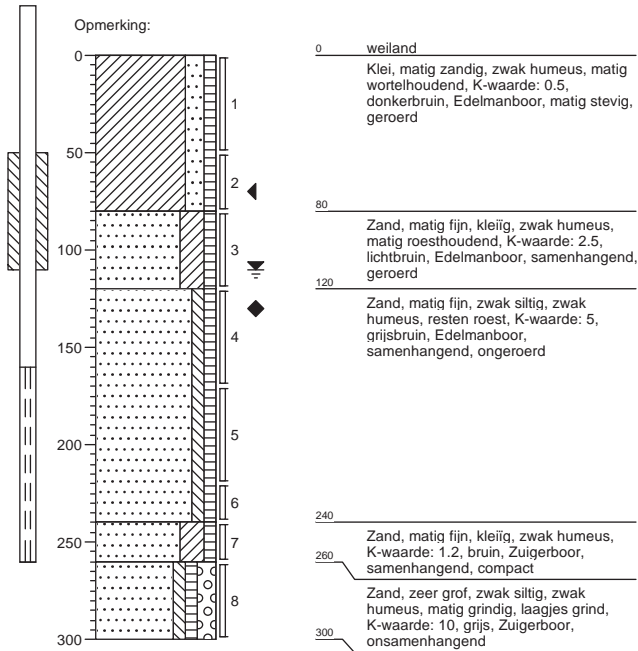 Opmerking:
0
50
100
150
200
250
300
1
2
3
4
5
6
7
8
0 weiland
Klei, matig zandig, zwak humeus, matig
wortelhoudend, K-waarde: 0.5,
donkerbruin, Edelmanboor, matig stevig,
geroerd
80
Zand, matig fijn, kleiïg, zwak humeus,
matig roesthoudend, K-waarde: 2.5,
lichtbruin, Edelmanboor, samenhangend,
geroerd
120
Zand, matig fijn, zwak siltig, zwak
humeus, resten roest, K-waarde: 5,
grijsbruin, Edelmanboor,
samenhangend, ongeroerd
240
Zand, matig fijn, kleiïg, zwak humeus,
K-waarde: 1.2, bruin, Zuigerboor,
samenhangend, compact
260
Zand, zeer grof, zwak siltig, zwak
humeus, matig grindig, laagjes grind,
K-waarde: 10, grijs, Zuigerboor,
onsamenhangend
300